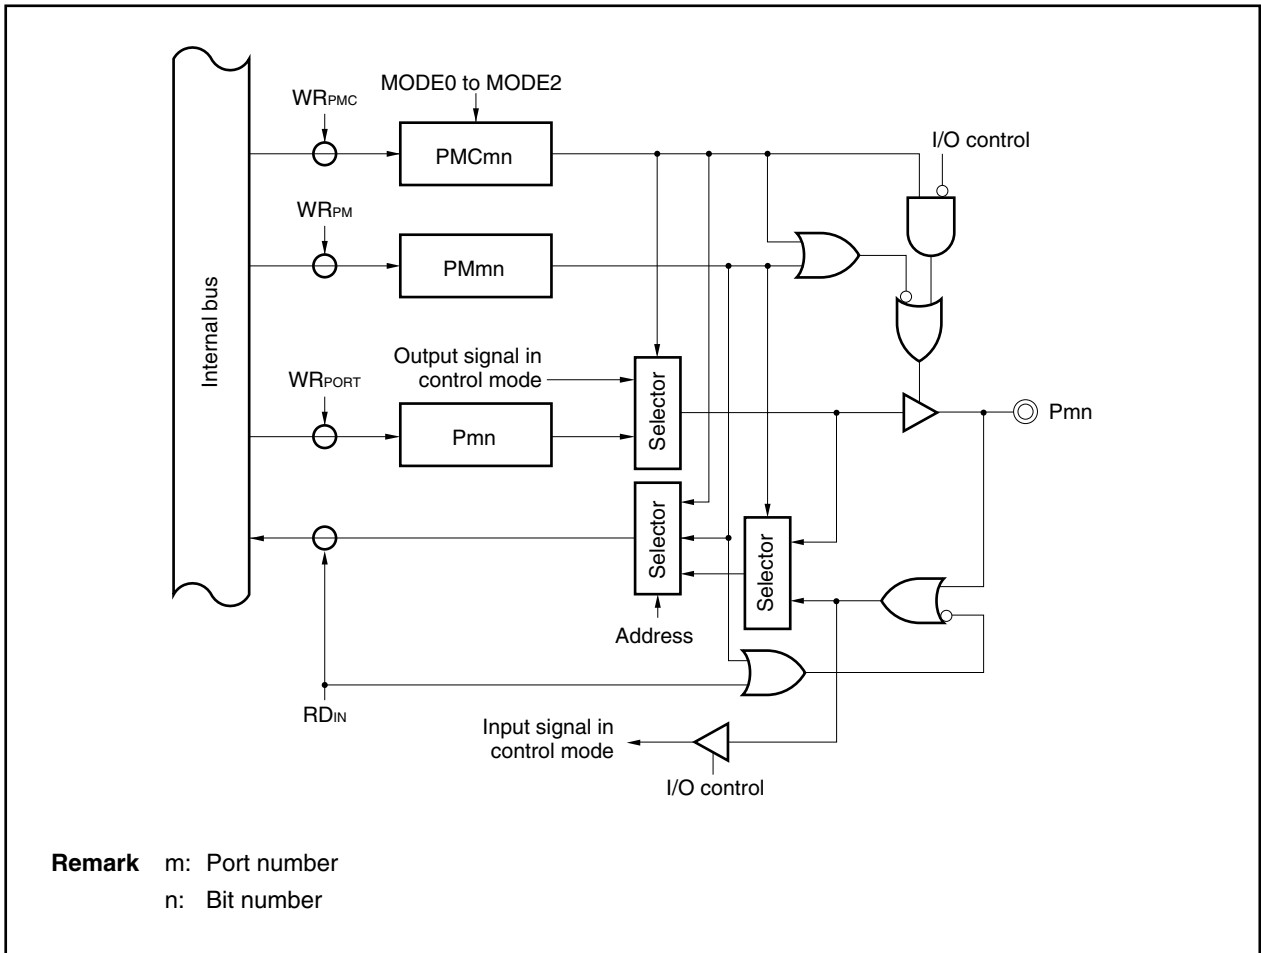 MODE0 to MODE2
WRPMC
I/O control
PMCmn
WRPM
PMmn
Internal bus
Output signal in
control mode
WRPORT
Selector
Pmn
Pmn
Selector
Selector
Address
RDIN
Input signal in
control mode
I/O control
Remark m: Port number
n: Bit number